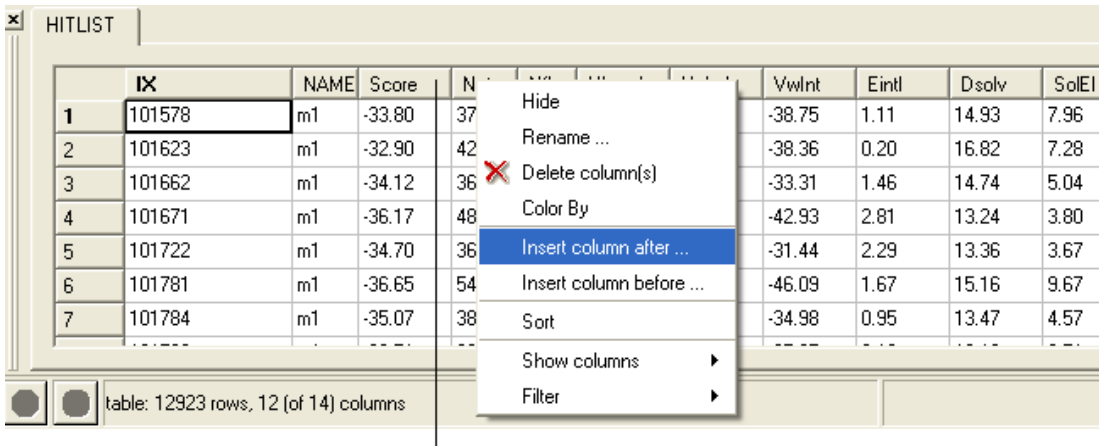 HITLIST
IX NAME Score VwInt Eintl Dsolv SolEl
1 101578 m1 -33.80 37 -38.75 1.11 14.93 7.96
2 101623 m1 -32.90 42 -38.36 0.20 16.82 7.28
3 101662 m1 -34.12 36 -33.31 1.46 14.74 5.04
4 101671 m1 -36.17 48 -42.93 2.81 13.24 3.80
5 101722 m1 -34.70 36 -31.44 2.29 13.36 3.67
6 101781 m1 -36.65 54 -46.09 1.67 15.16 9.67
7 101784 m1 -35.07 38 -34.98 0.95 13.47 4.57
Hide
Rename ...
Delete column(s)
Color By
Insert column after ...
Insert column before ...
Sort
Show columns
Filter
table: 12923 rows, 12 (of 14) columns